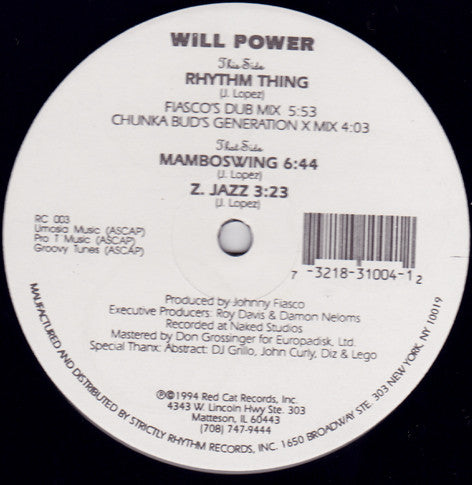 WILL POWER
This Side
RHYTHM THING
(J. Lopez)
FIASCO'S DUB MIX 5:53
CHUNKA BUD'S GENERATION X MIX 4:03
That Side
MAMBOSWING 6:44
(J. Lopez)
Z. JAZZ 3:23
(J. Lopez)
RC 003
Umosia Music (ASCAP)
Pro T Music (ASCAP)
Groovy Tunes (ASCAP)
7 -3218-31004-1 2
Produced by Johnny Fiasco
Executive Producers: Roy Davis & Damon Neloms
Recorded at Naked Studios
Mastered by Don Grossinger for Europadisk, Ltd.
Special Thanx: Abstract: DJ Grillo, John Curly, Diz & Lego
℗©1994 Red Cat Records, Inc.
4343 W. Lincoln Hwy Ste. 303
Matteson, IL 60443
(708) 747-9444
MAUFACTURED AND DISTRIBUTED BY STRICTLY RHYTHM RECORDS, INC. 1650 BROADWAY STE. 303 NEW YORK, NY 10019